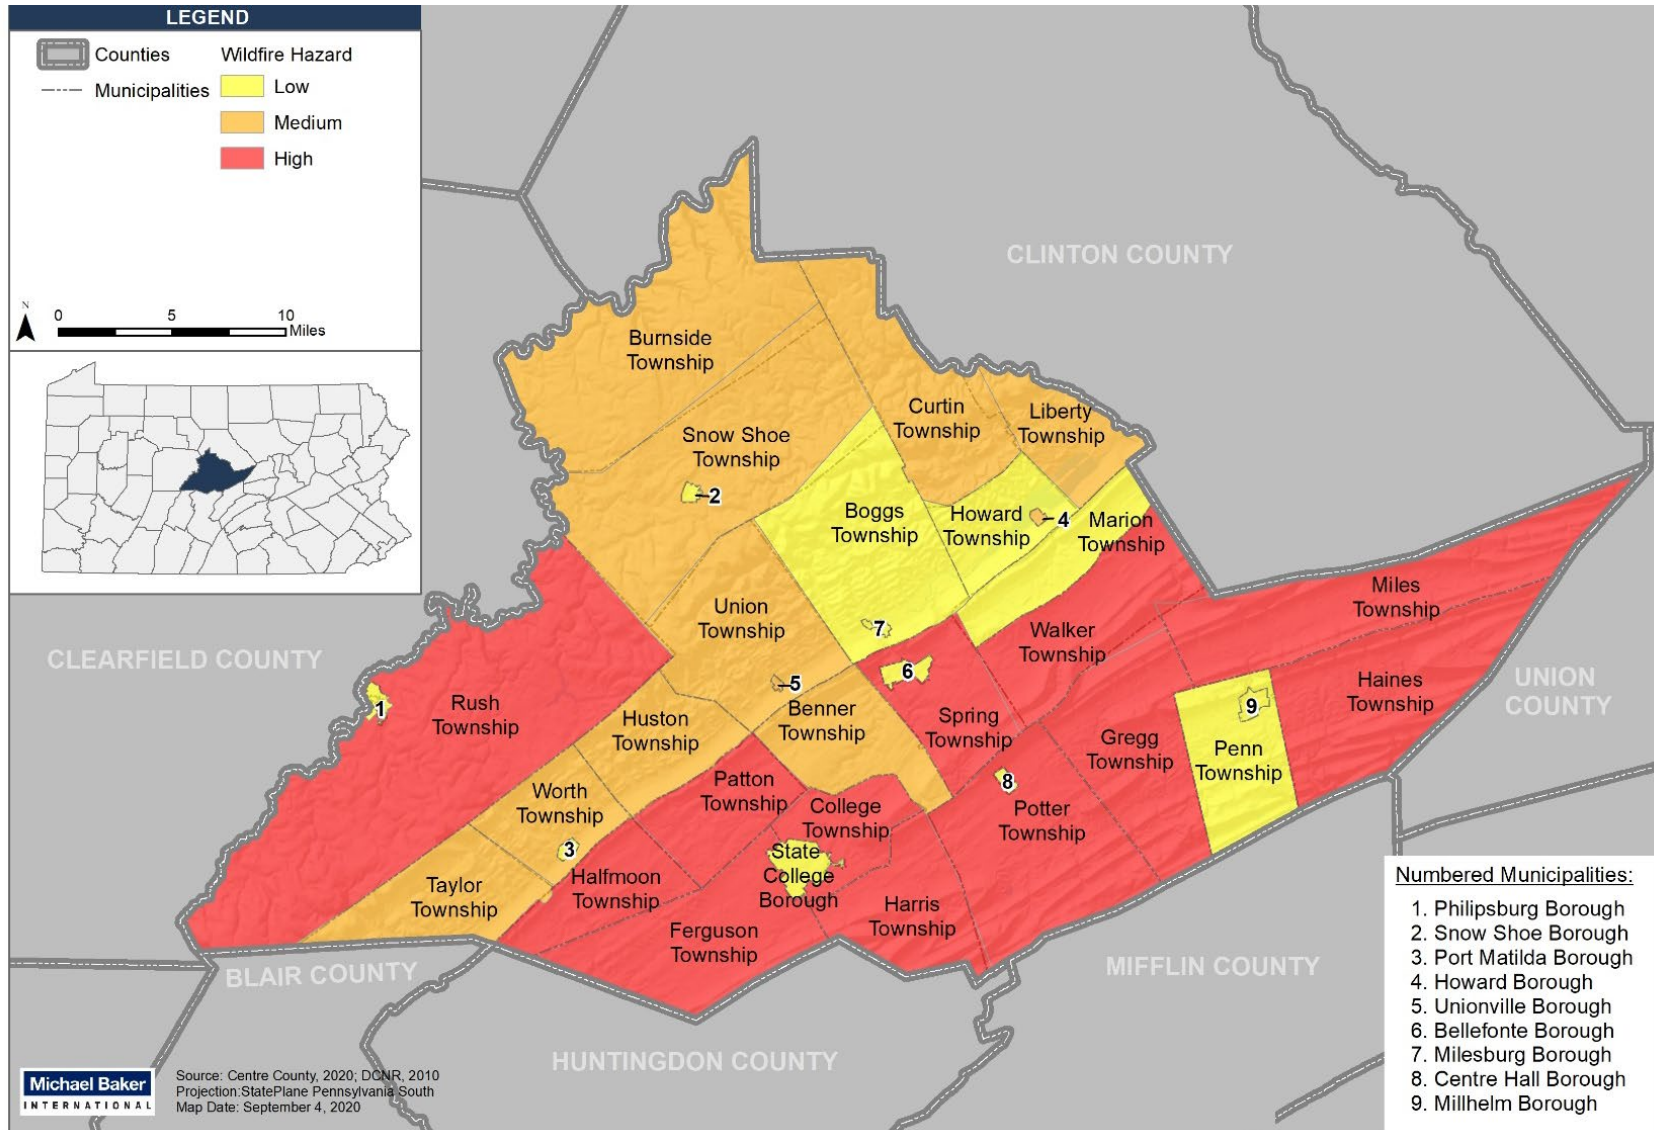 LEGEND
Counties
Municipalities
Wildfire Hazard
Low
Medium
High
N
0 5 10
Miles
CLINTON COUNTY
Burnside
Township
Curtin
Township
Liberty
Township
Snow Shoe
Township
2
Boggs
Township
Howard
Township
4
Marion
Township
Miles
Township
Union
Township
7
Walker
Township
CLEARFIELD COUNTY
UNION
COUNTY
1
Rush
Township
5
6
Haines
Township
Huston
Township
Benner
Township
Spring
Township
Gregg
Township
9
Penn
Township
Patton
Township
8
Worth
Township
College
Township
Potter
Township
3
State
College
Borough
Taylor
Township
Halfmoon
Township
Harris
Township
Ferguson
Township
BLAIR COUNTY
MIFFLIN COUNTY
HUNTINGDON COUNTY
Numbered Municipalities:
1. Philipsburg Borough
2. Snow Shoe Borough
3. Port Matilda Borough
4. Howard Borough
5. Unionville Borough
6. Bellefonte Borough
7. Milesburg Borough
8. Centre Hall Borough
9. Millhelm Borough
Michael Baker
INTERNATIONAL
Source: Centre County, 2020; DCNR, 2010
Projection:StatePlane Pennsylvania South
Map Date: September 4, 2020